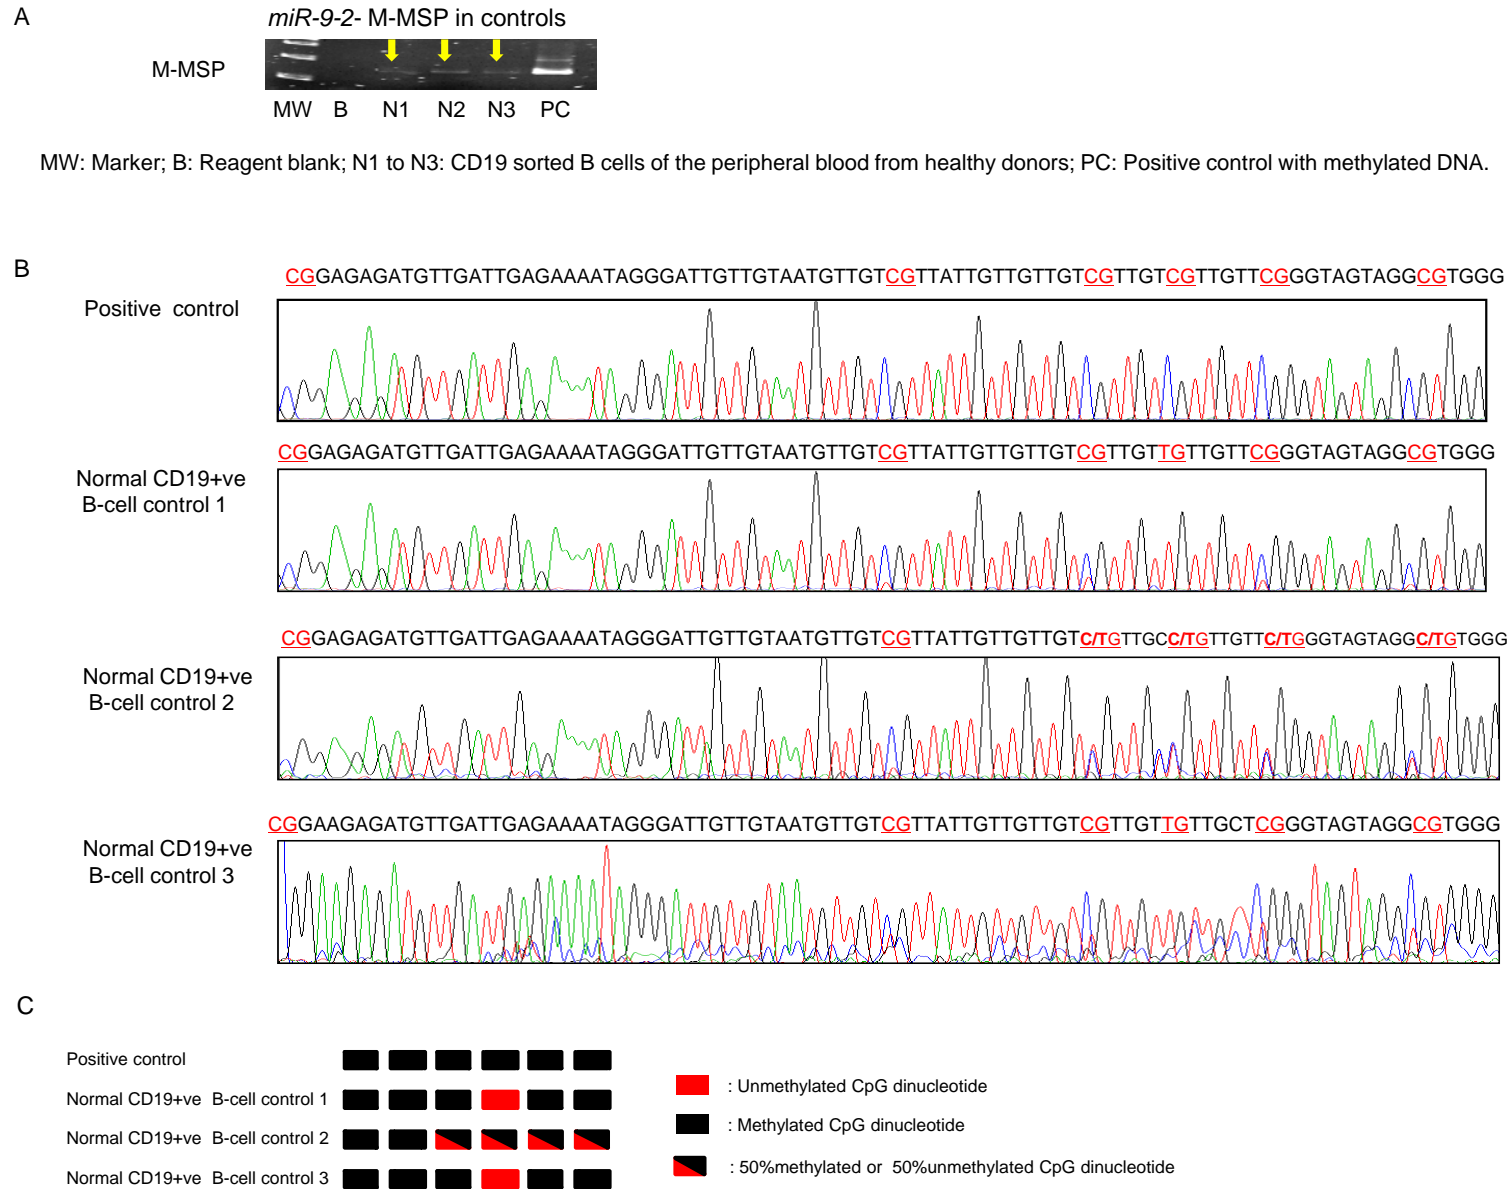 A
miR-9-2- M-MSP in controls
M-MSP
MW B N1 N2 N3 PC
MW: Marker; B: Reagent blank; N1 to N3: CD19 sorted B cells of the peripheral blood from healthy donors; PC: Positive control with methylated DNA.
B
CGGAGAGATGTTGATTGAGAAAATAGGGATTGTTGTAATGTTGTCGTTATTGTTGTTGTCGTTGTCGTTGTTCGGGTAGTAGGCGTGGG
Positive control
CGGAGAGATGTTGATTGAGAAAATAGGGATTGTTGTAATGTTGTCGTTATTGTTGTTGTCGTTGTTGTTGTTCGGGTAGTAGGCGTGGG
Normal CD19+ve
B-cell control 1
CGGAGAGATGTTGATTGAGAAAATAGGGATTGTTGTAATGTTGTCGTTATTGTTGTTGTC/TGTTGCC/TGTTGTTC/TGGGTAGTAGGC/TGTGGG
Normal CD19+ve
B-cell control 2
CGGAAGAGATGTTGATTGAGAAAATAGGGATTGTTGTAATGTTGTCGTTATTGTTGTTGTCGTTGTTGTTGCTCGGGTAGTAGGCGTGGG
Normal CD19+ve
B-cell control 3
C
Positive control
Normal CD19+ve B-cell control 1
Normal CD19+ve B-cell control 2
Normal CD19+ve B-cell control 3
: Unmethylated CpG dinucleotide
: Methylated CpG dinucleotide
: 50%methylated or 50%unmethylated CpG dinucleotide